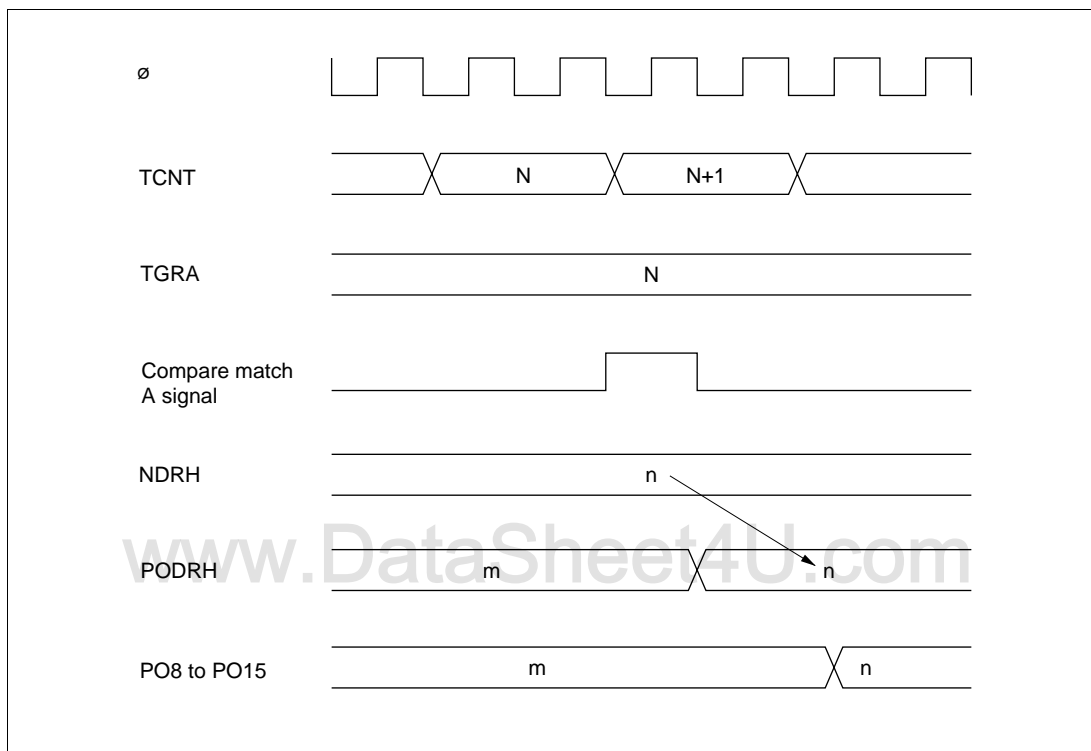 ø
TCNT
N
N+1
TGRA
N
Compare match
A signal
NDRH
n
www.DataSheet4U.com
PODRH
m
n
PO8 to PO15
m
n